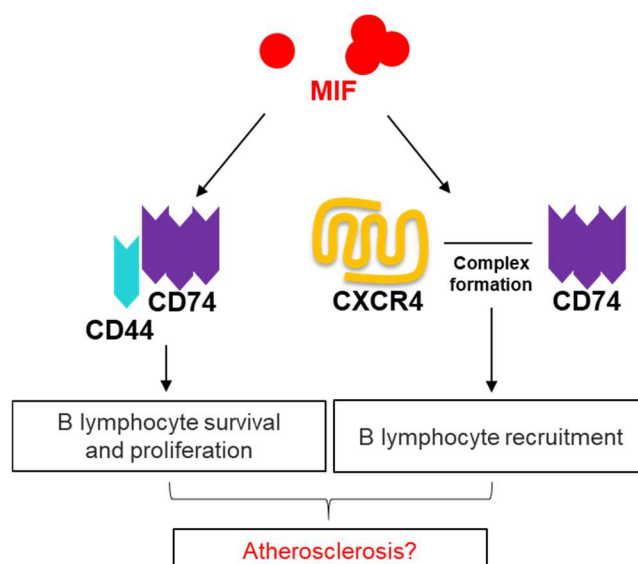 MIF
CXCR4
Complex
formation
CD74
CD74
CD44
B lymphocyte survival
and proliferation
B lymphocyte recruitment
Atherosclerosis?